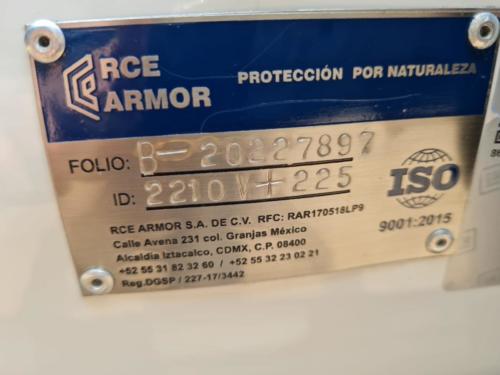 RCE
ARMOR
PROTECCIÓN POR NATURALEZA
FOLIO: B-20227897
ID: 2210V+225
RCE ARMOR S.A. DE C.V. RFC: RAR170518LP9
Calle Avena 231 col. Granjas México
Alcaldia Iztacalco, CDMX, C.P. 08400
+52 55 31 82 32 60 / +52 55 32 23 02 21
Reg.DGSP / 227-17/3442
ISO
9001:2015